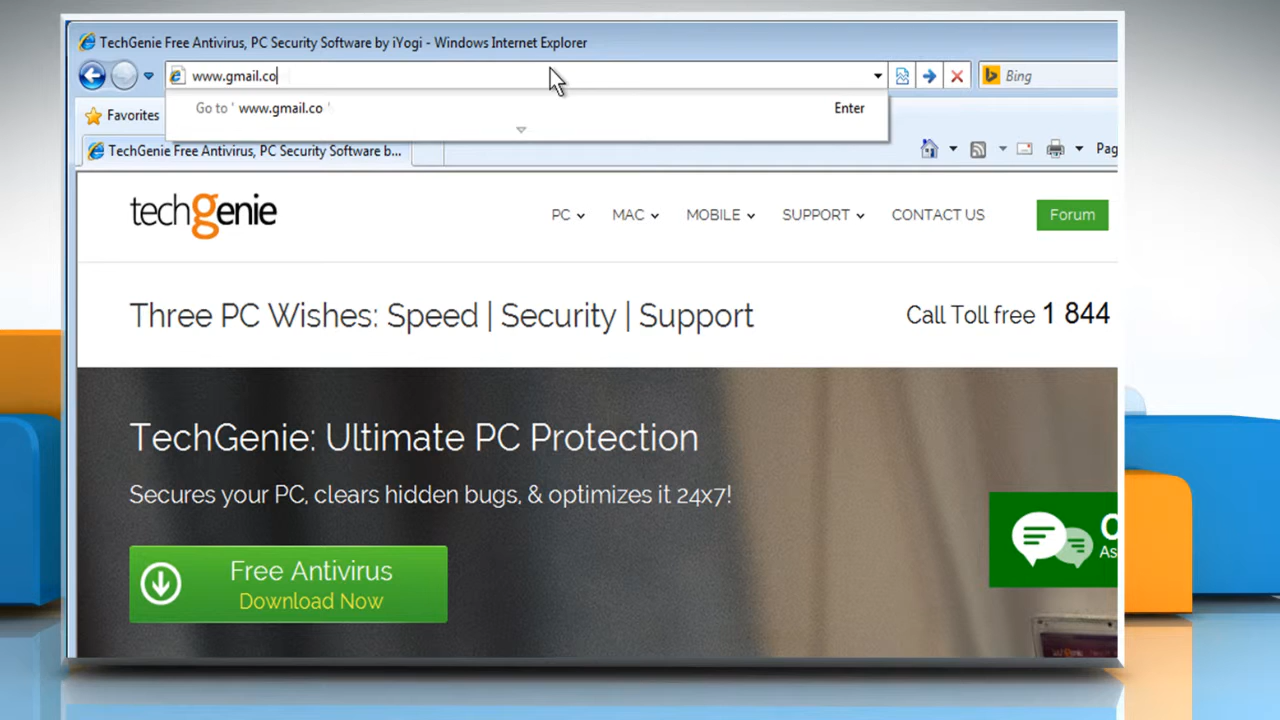 TechGenie Free Antivirus, PC Security Software by iYogi - Windows Internet Explorer
www.gmail.co
Bing
Go to ' www.gmail.co ' Enter
Favorites
TechGenie Free Antivirus, PC Security Software b...
Pag
techgenie
PC MAC MOBILE SUPPORT CONTACT US Forum
Three PC Wishes: Speed | Security | Support
Call Toll free 1 844
TechGenie: Ultimate PC Protection
Secures your PC, clears hidden bugs, & optimizes it 24x7!
Free Antivirus
Download Now
O
As